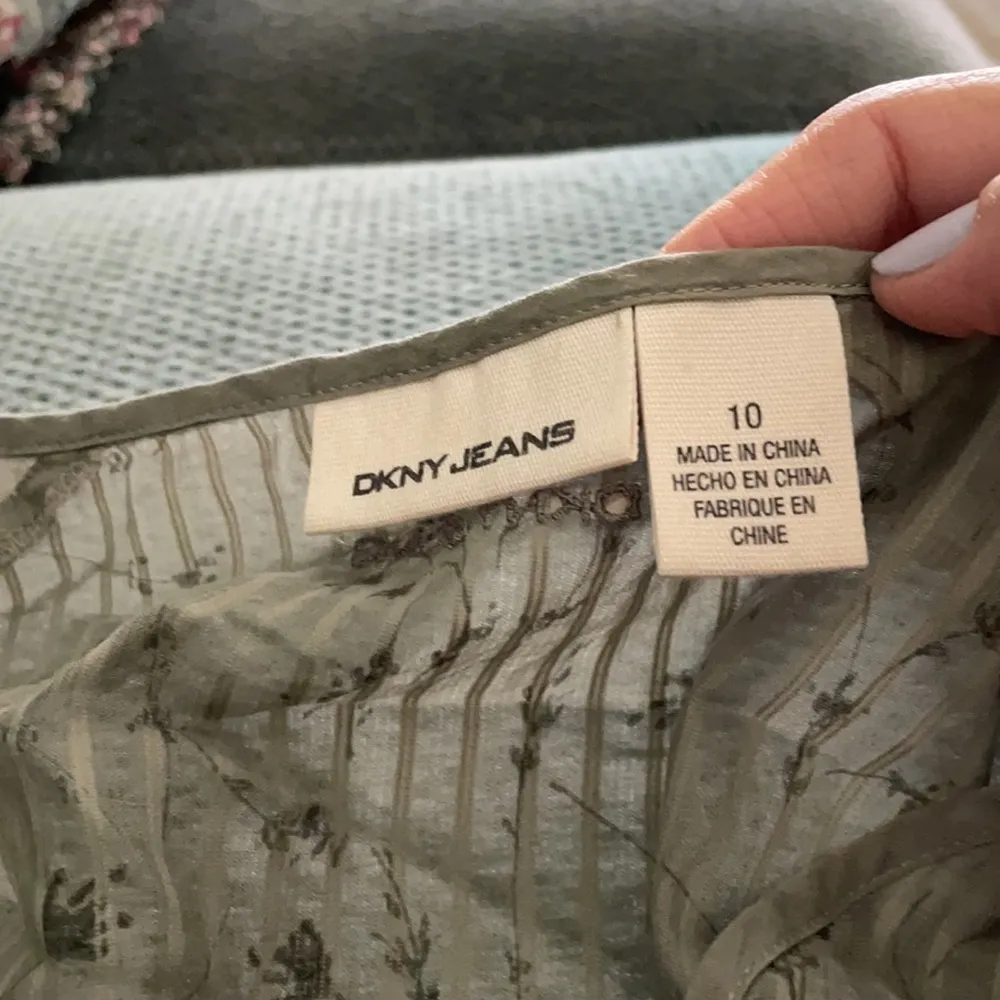 DKNY JEANS
10
MADE IN CHINA
HECHO EN CHINA
FABRIQUE EN
CHINE